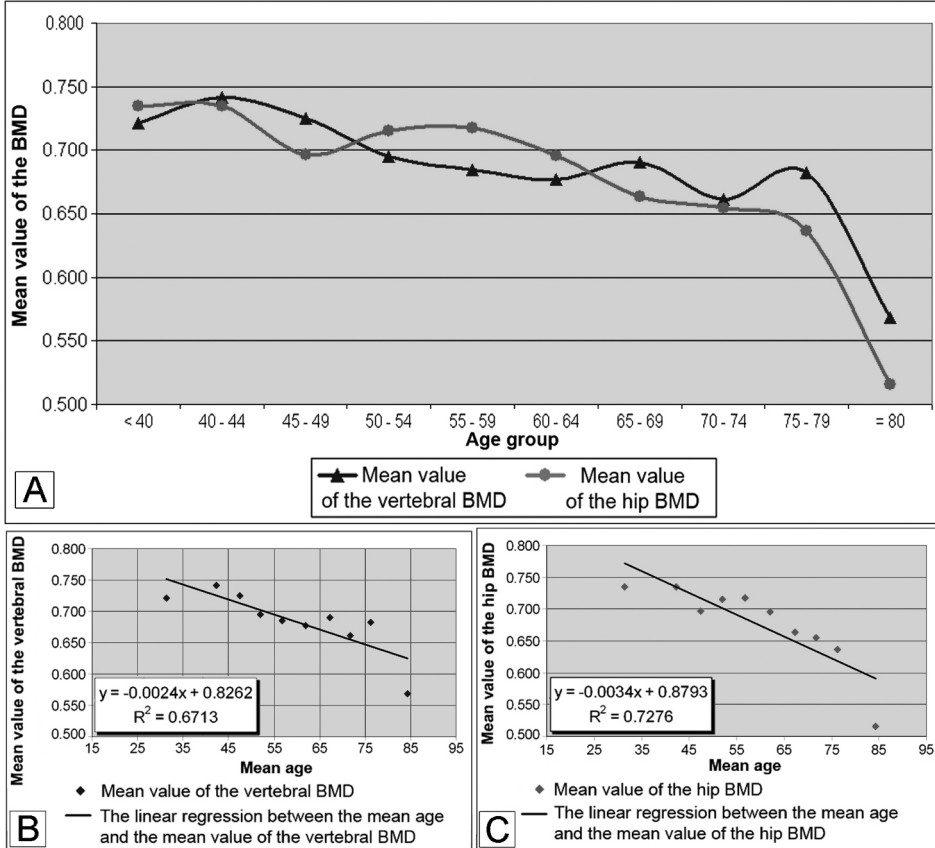 0.800
0.750
0.700
0.650
0.600
0.550
0.500
Mean value of the BMD
< 40 40 - 44 45 - 49 50 - 54 55 - 59 60 - 64 65 - 69 70 - 74 75 - 79 = 80
Age group
A
Mean value
of the vertebral BMD
Mean value
of the hip BMD
Mean value of the vertebral BMD
0.800
0.750
0.700
0.650
0.600
0.550
0.500
y = -0.0024x + 0.8262
R² = 0.6713
15 25 35 45 55 65 75 85 95
Mean age
Mean value of the vertebral BMD
The linear regression between the mean age
and the mean value of the vertebral BMD
B
Mean value of the hip BMD
0.800
0.750
0.700
0.650
0.600
0.550
0.500
y = -0.0034x + 0.8793
R² = 0.7276
15 25 35 45 55 65 75 85 95
Mean age
Mean value of the hip BMD
The linear regression between the mean age
and the mean value of the hip BMD
C